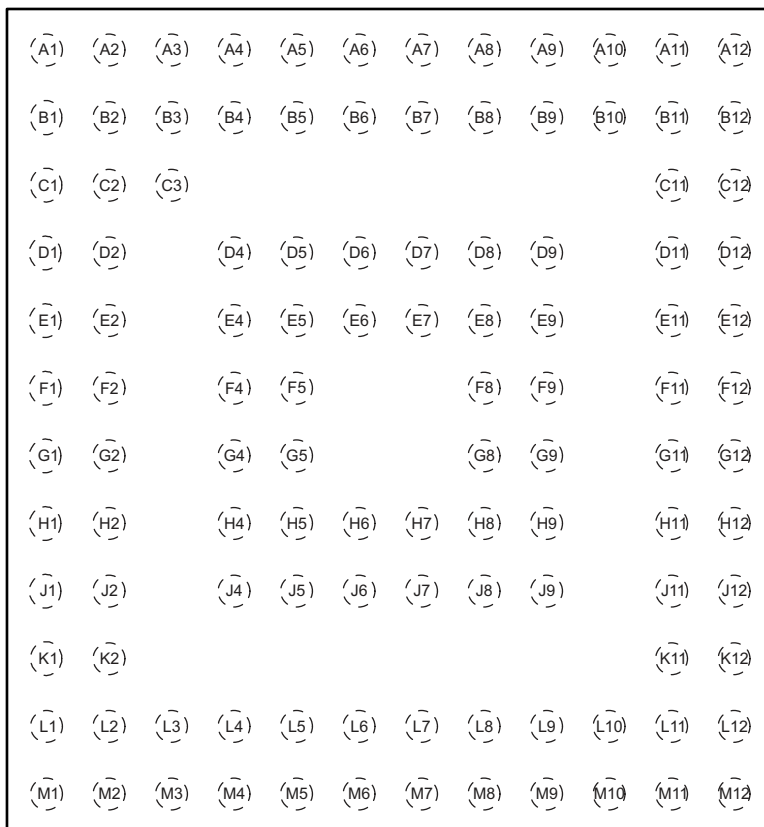 A1 A2 A3 A4 A5 A6 A7 A8 A9 A10 A11 A12
B1 B2 B3 B4 B5 B6 B7 B8 B9 B10 B11 B12
C1 C2 C3 C11 C12
D1 D2 D4 D5 D6 D7 D8 D9 D11 D12
E1 E2 E4 E5 E6 E7 E8 E9 E11 E12
F1 F2 F4 F5 F8 F9 F11 F12
G1 G2 G4 G5 G8 G9 G11 G12
H1 H2 H4 H5 H6 H7 H8 H9 H11 H12
J1 J2 J4 J5 J6 J7 J8 J9 J11 J12
K1 K2 K11 K12
L1 L2 L3 L4 L5 L6 L7 L8 L9 L10 L11 L12
M1 M2 M3 M4 M5 M6 M7 M8 M9 M10 M11 M12